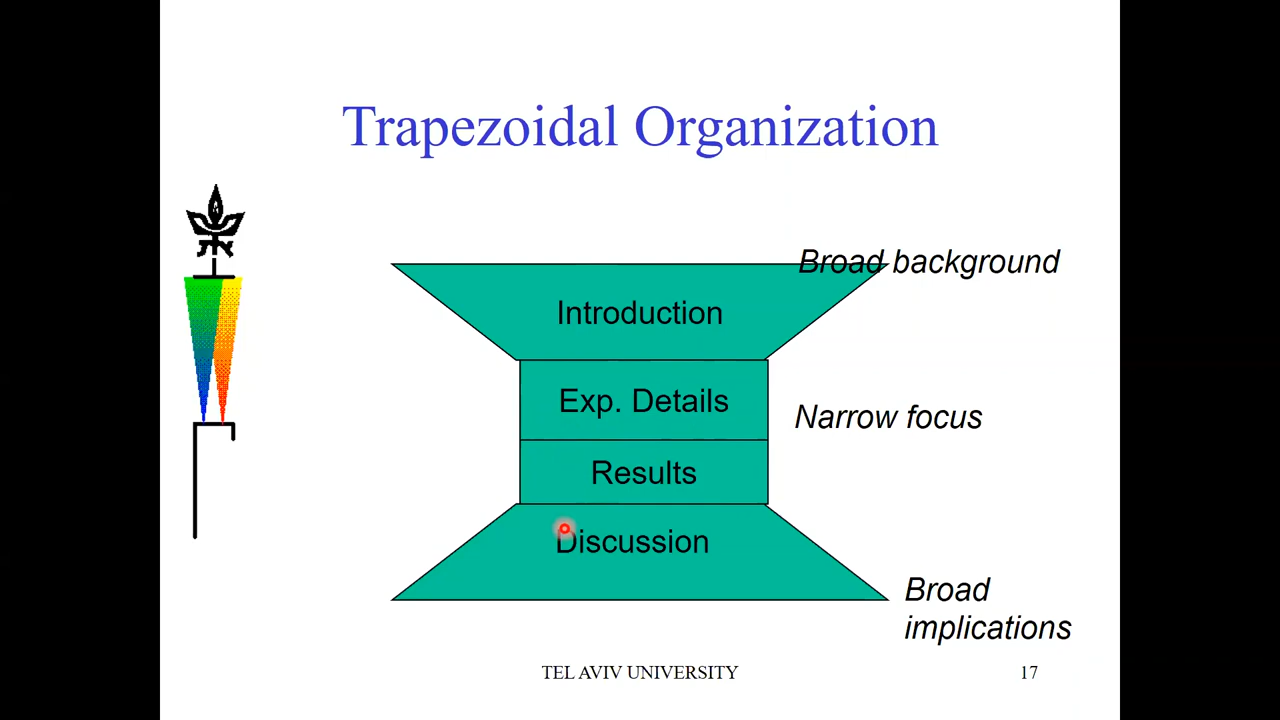 Trapezoidal Organization
Broad background
Introduction
Exp. Details
Narrow focus
Results
Discussion
Broad
implications
TEL AVIV UNIVERSITY
17